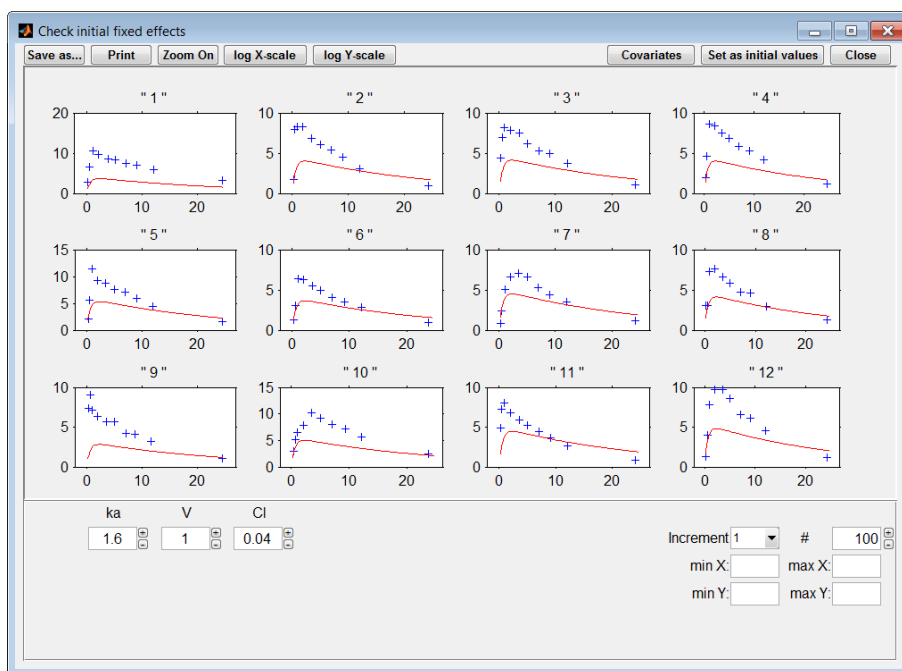 Check initial fixed effects
Save as... Print Zoom On log X-scale log Y-scale Covariates Set as initial values Close
" 1 " " 2 " " 3 " " 4 "
20 10 10 10
10 5 5 5
0 0 0 0
0 10 20 0 10 20 0 10 20 0 10 20
" 5 " " 6 " " 7 " " 8 "
15 10 10 10
10
5 5 5 5
0 0 0 0
0 10 20 0 10 20 0 10 20 0 10 20
" 9 " " 10 " " 11 " " 12 "
10 15 10 10
10
5 5 5 5
0 0 0 0
0 10 20 0 10 20 0 10 20 0 10 20
ka V Cl
1.6 1 0.04 Increment 1 # 100
min X: max X:
min Y: max Y: